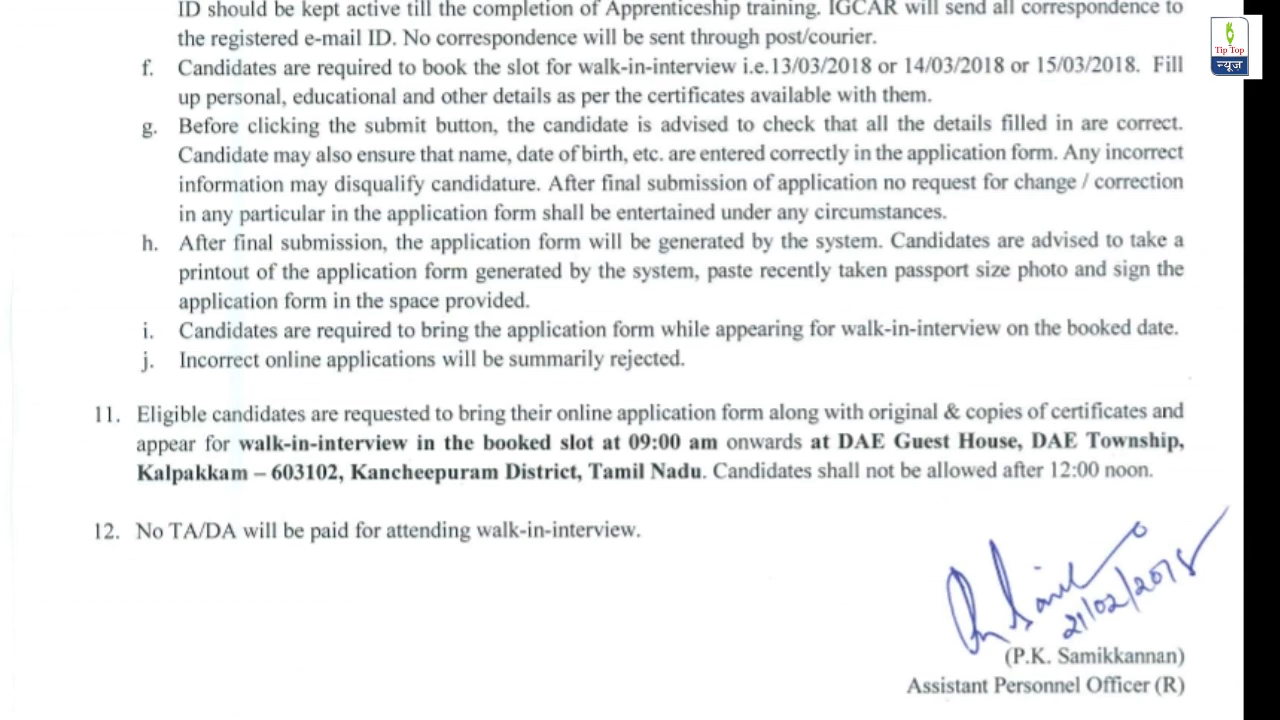 ID should be kept active till the completion of Apprenticeship training. IGCAR will send all correspondence to
the registered e-mail ID. No correspondence will be sent through post/courier.
f. Candidates are required to book the slot for walk-in-interview i.e.13/03/2018 or 14/03/2018 or 15/03/2018. Fill
up personal, educational and other details as per the certificates available with them.
g. Before clicking the submit button, the candidate is advised to check that all the details filled in are correct.
Candidate may also ensure that name, date of birth, etc. are entered correctly in the application form. Any incorrect
information may disqualify candidature. After final submission of application no request for change / correction
in any particular in the application form shall be entertained under any circumstances.
h. After final submission, the application form will be generated by the system. Candidates are advised to take a
printout of the application form generated by the system, paste recently taken passport size photo and sign the
application form in the space provided.
i. Candidates are required to bring the application form while appearing for walk-in-interview on the booked date.
j. Incorrect online applications will be summarily rejected.
11. Eligible candidates are requested to bring their online application form along with original & copies of certificates and
appear for walk-in-interview in the booked slot at 09:00 am onwards at DAE Guest House, DAE Township,
Kalpakkam – 603102, Kancheepuram District, Tamil Nadu. Candidates shall not be allowed after 12:00 noon.
12. No TA/DA will be paid for attending walk-in-interview.
21/02/2018
(P.K. Samikkannan)
Assistant Personnel Officer (R)
Tip Top
न्यूज़